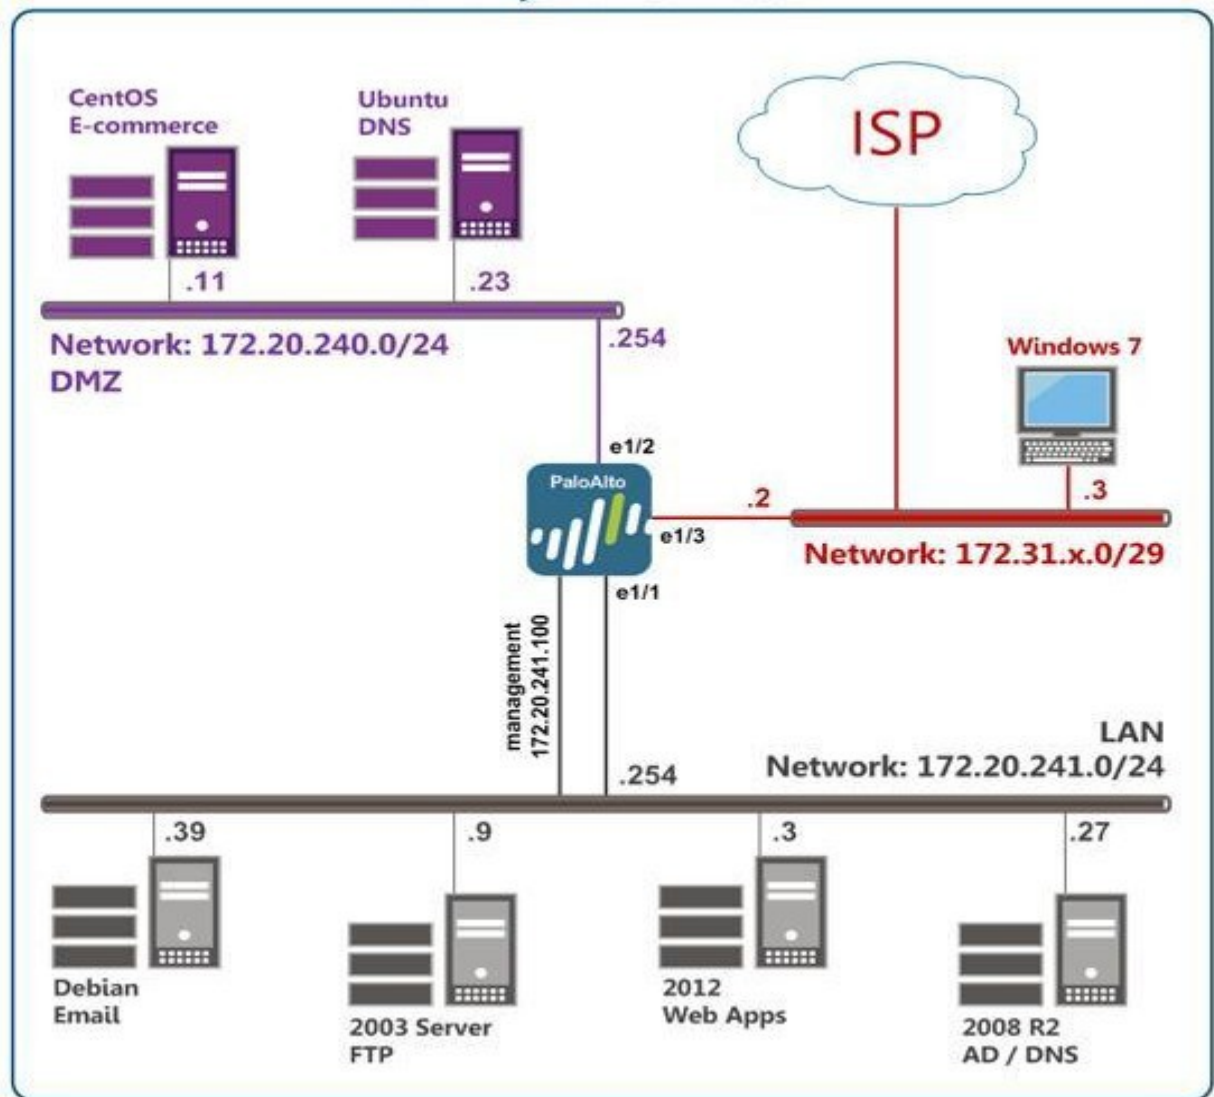 CentOS
E-commerce
Ubuntu
DNS
ISP
.11
.23
Network: 172.20.240.0/24
DMZ
.254
Windows 7
e1/2
PaloAlto
.2
.3
e1/3
Network: 172.31.x.0/29
e1/1
management
172.20.241.100
LAN
Network: 172.20.241.0/24
.254
.39
.9
.3
.27
Debian
Email
2003 Server
FTP
2012
Web Apps
2008 R2
AD / DNS